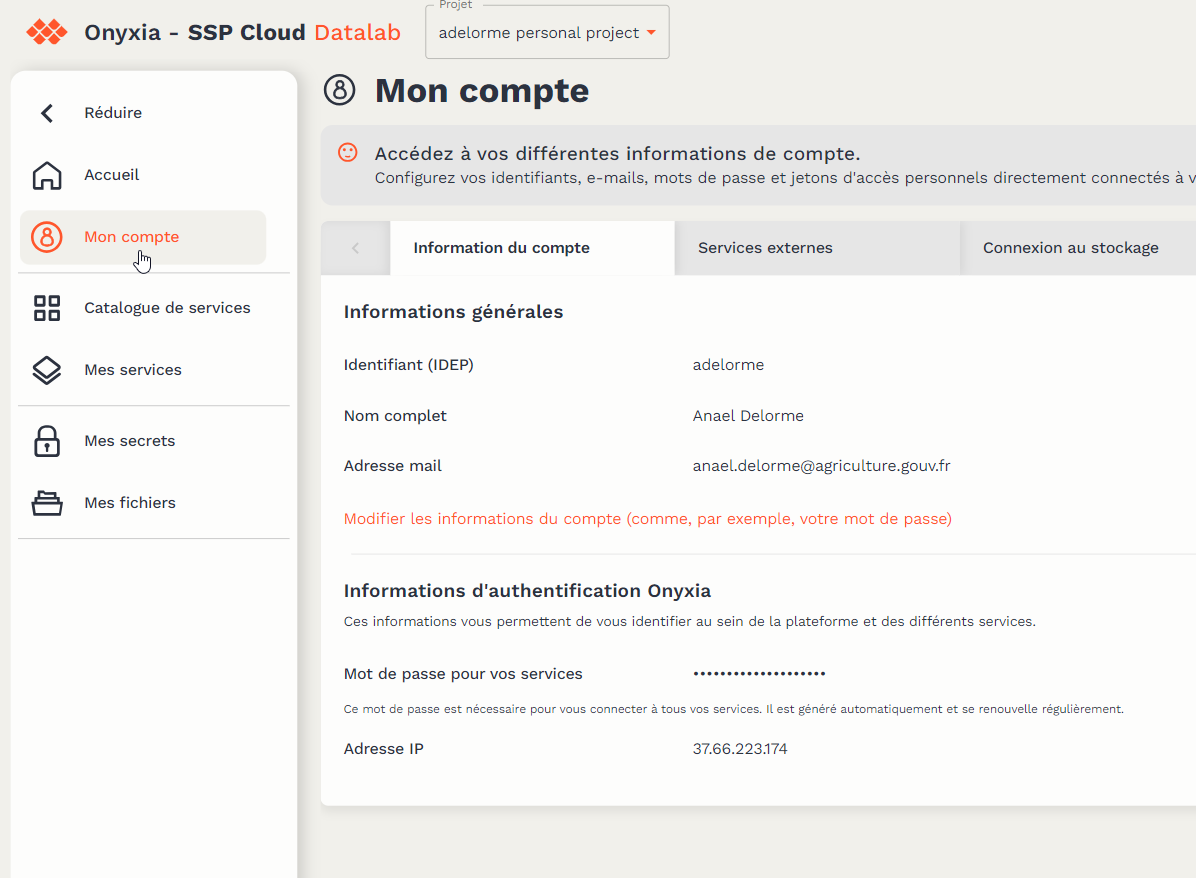 Onyxia - SSP Cloud Datalab
Projet
adelorme personal project
Réduire
Accueil
Mon compte
Catalogue de services
Mes services
Mes secrets
Mes fichiers
Mon compte
Accédez à vos différentes informations de compte.
Configurez vos identifiants, e-mails, mots de passe et jetons d'accès personnels directement connectés à v
Information du compte
Services externes
Connexion au stockage
Informations générales
Identifiant (IDEP) adelorme
Nom complet Anael Delorme
Adresse mail anael.delorme@agriculture.gouv.fr
Modifier les informations du compte (comme, par exemple, votre mot de passe)
Informations d'authentification Onyxia
Ces informations vous permettent de vous identifier au sein de la plateforme et des différents services.
Mot de passe pour vos services ••••••••••••••••••••
Ce mot de passe est nécessaire pour vous connecter à tous vos services. Il est généré automatiquement et se renouvelle régulièrement.
Adresse IP 37.66.223.174